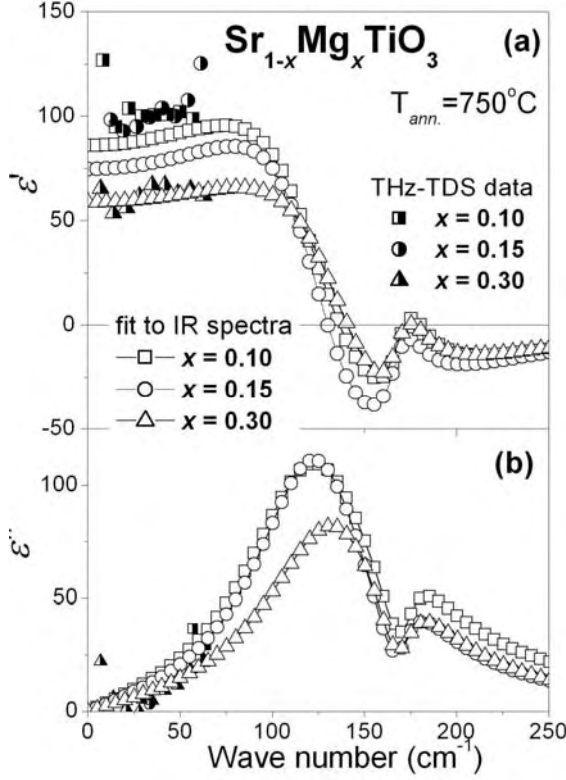 150
Sr1-xMgxTiO3 (a)
T ann.=750°C
100
ε'
50
THz-TDS data
x = 0.10
x = 0.15
x = 0.30
0
fit to IR spectra
x = 0.10
x = 0.15
x = 0.30
-50
(b)
100
ε''
50
0
0 50 100 150 200 250
Wave number (cm-1)